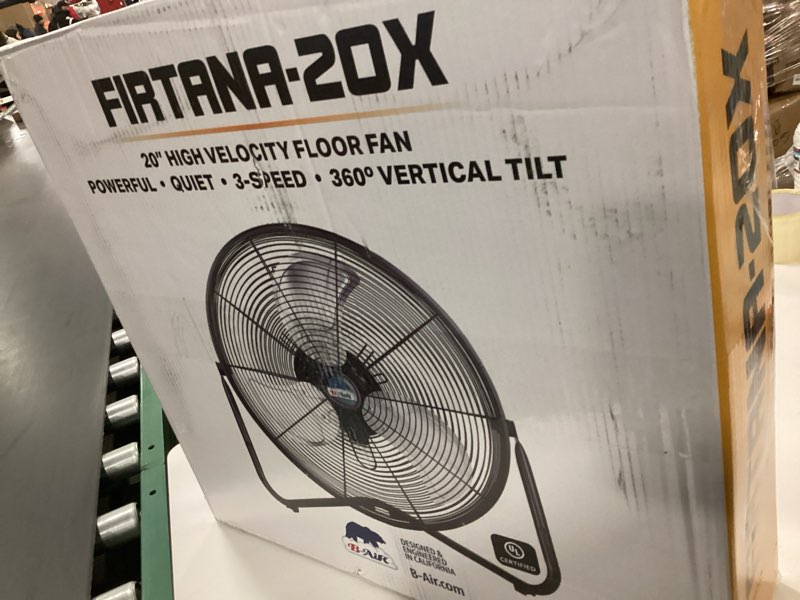 FIRTANA-20X
20" HIGH VELOCITY FLOOR FAN
POWERFUL • QUIET • 3-SPEED • 360º VERTICAL TILT
B-AIR
DESIGNED &
ENGINEERED
IN CALIFORNIA
B-Air.com
UL
CERTIFIED
FIRTANA-20X